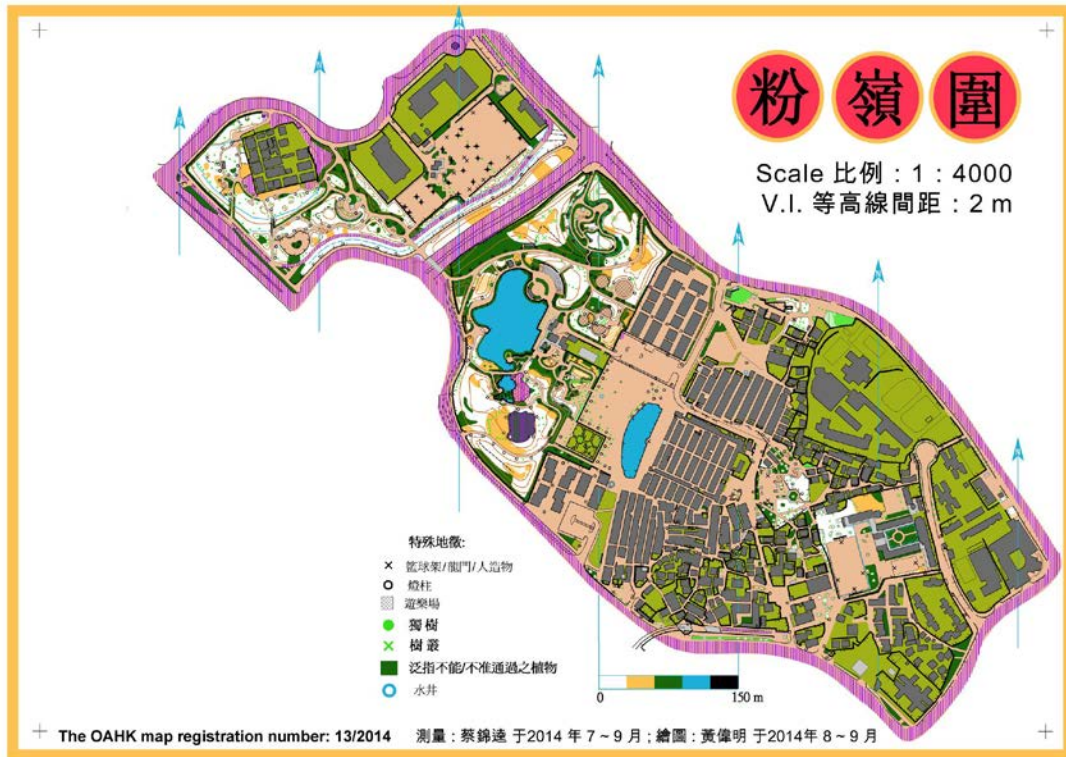 粉嶺圍
Scale 比例：1：4000
V.I. 等高線間距：2 m
特殊地徵:
籃球架/龍門/人造物
燈柱
遊樂場
獨樹
樹叢
泛指不能/不准通過之植物
水井
0 150 m
The OAHK map registration number: 13/2014 測量：蔡錦逵 于2014 年 7～9 月；繪圖：黃偉明 于2014年 8～9 月